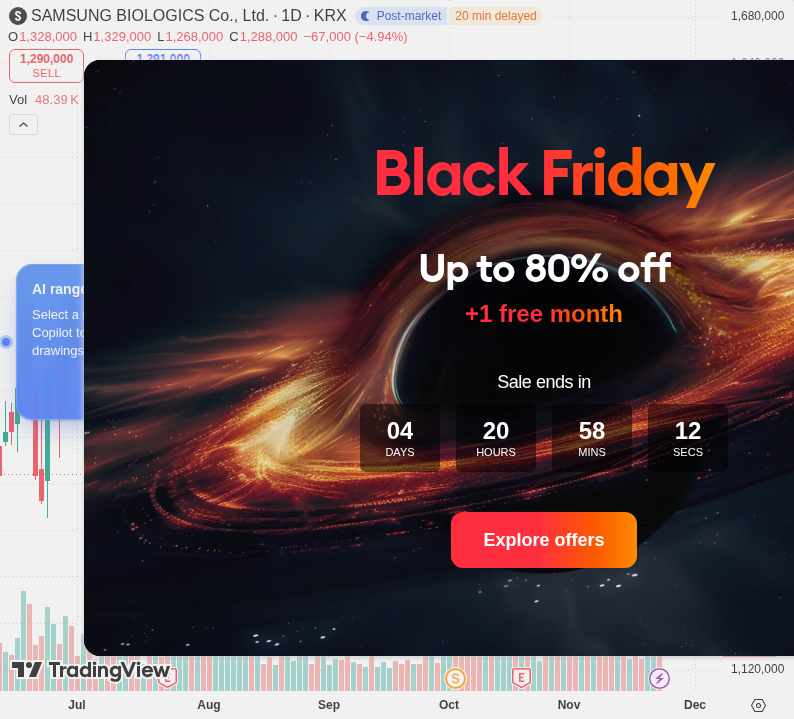 SAMSUNG BIOLOGICS Co., Ltd. · 1D · KRX Post-market 20 min delayed
O1,328,000 H1,329,000 L1,268,000 C1,288,000 −67,000 (−4.94%)
1,680,000
1,290,000
SELL
1,291,000
Vol 48.39 K
Black Friday
Up to 80% off
+1 free month
AI range
Select a
Copilot to
drawings
Sale ends in
04 20 58 12
DAYS HOURS MINS SECS
Explore offers
TradingView
E S E
1,120,000
Jul Aug Sep Oct Nov Dec